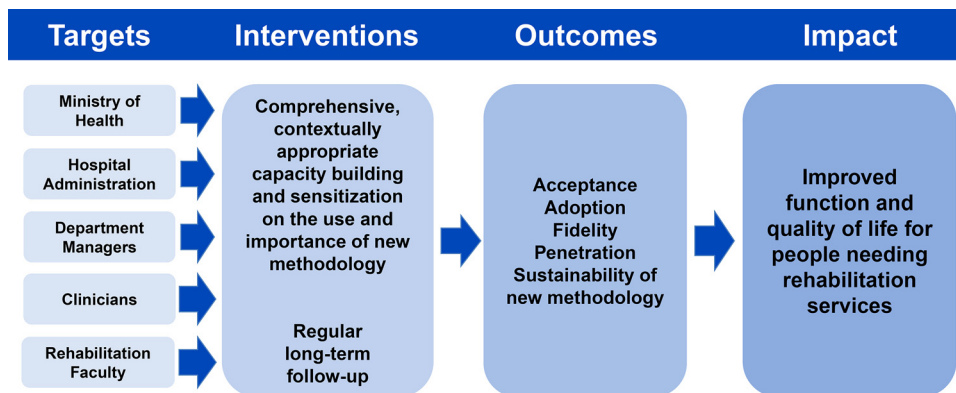 Targets
Interventions
Outcomes
Impact
Ministry of
Health
Hospital
Administration
Department
Managers
Clinicians
Rehabilitation
Faculty
Comprehensive,
contextually
appropriate
capacity building
and sensitization
on the use and
importance of new
methodology
Regular
long-term
follow-up
Acceptance
Adoption
Fidelity
Penetration
Sustainability of
new methodology
Improved
function and
quality of life for
people needing
rehabilitation
services